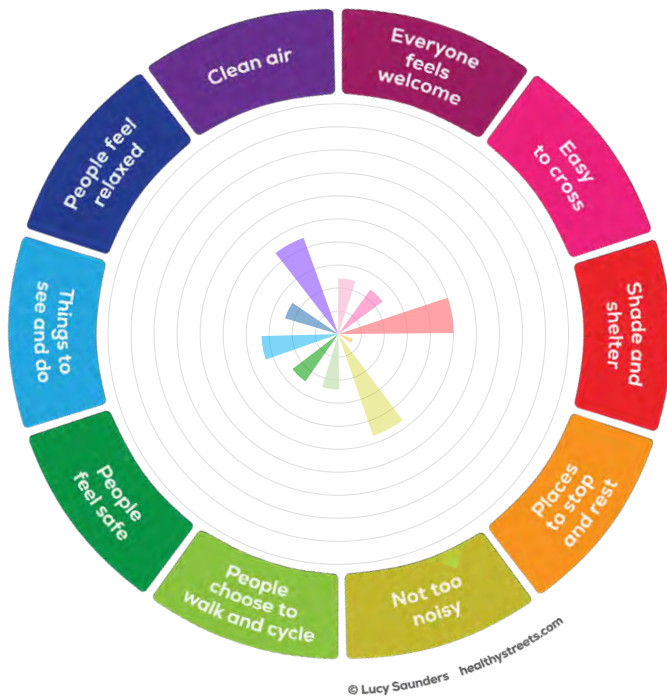 Everyone
feels
welcome
Easy
to cross
Shade and
shelter
Places
to stop
and rest
Not too
noisy
People
choose to
walk and cycle
People
feel safe
Things to
see and do
People feel
relaxed
Clean air
© Lucy Saunders healthystreets.com